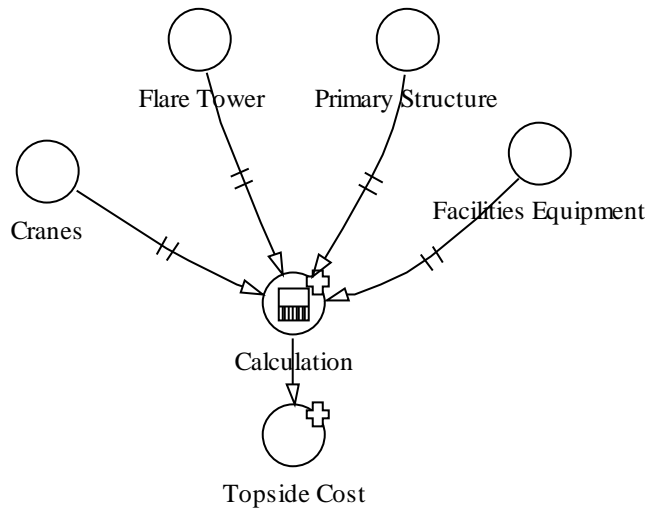 Flare Tower
Primary Structure
Cranes
Facilities Equipment
Calculation
Topside Cost